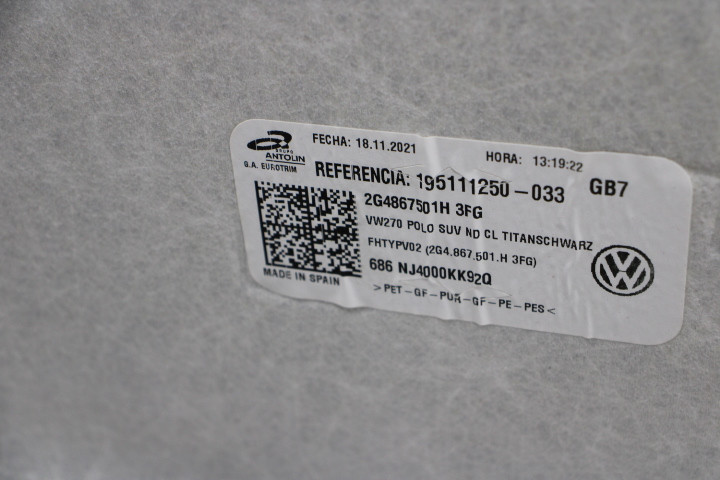 GRUPO
ANTOLIN
G.A. EUROTRIM
FECHA: 18.11.2021
HORA: 13:19:22
REFERENCIA: 195111250-033 GB7
2G4867501H 3FG
VW270 POLO SUV ND CL TITANSCHWARZ
FHTYPV02 (2G4.867.501.H 3FG)
686 NJ4000KK92Q
MADE IN SPAIN
>PET-GF-PUR-GF-PE-PES<